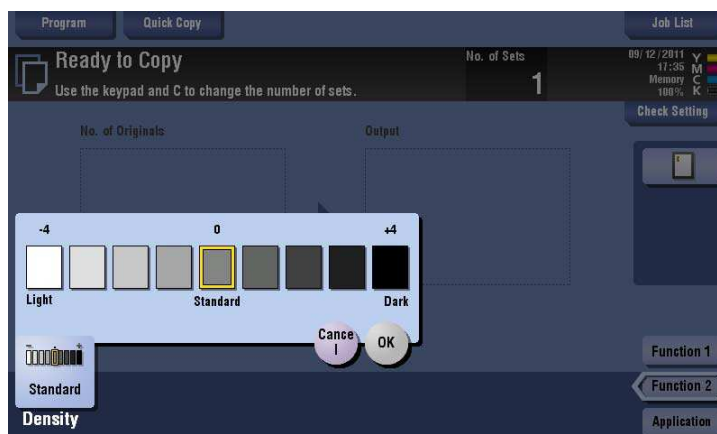 Program
Quick Copy
Job List
Ready to Copy
Use the keypad and C to change the number of sets.
No. of Sets
1
09/12/2011
17:35
Memory
100%
Y
M
C
K
Check Setting
No. of Originals
Output
-4
0
+4
Light
Standard
Dark
Cance
l
OK
Standard
Density
Function 1
Function 2
Application